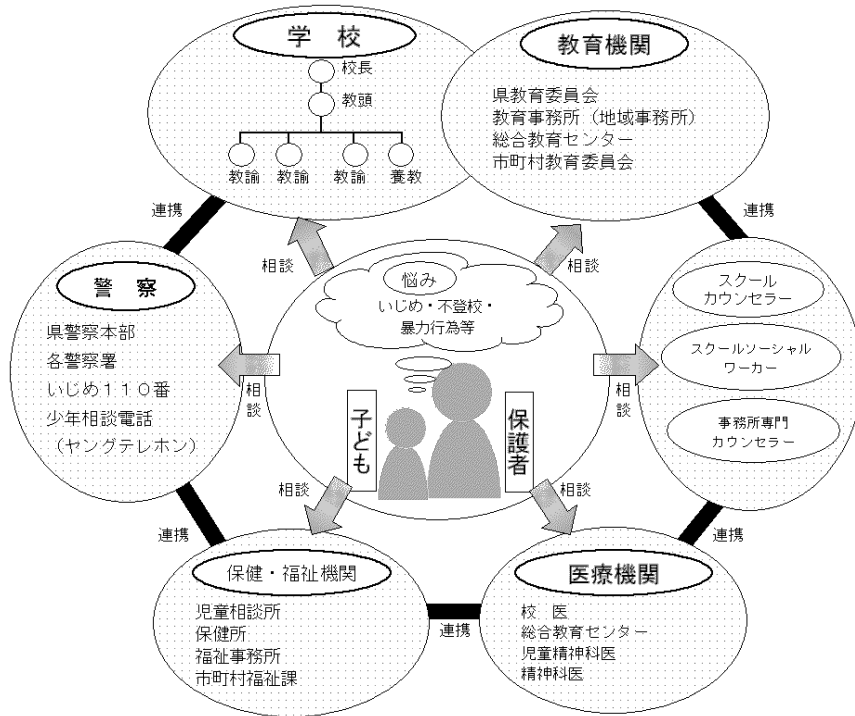 学　校
校長
教頭
教諭
教諭
教諭
養教
教育機関
県教育委員会
教育事務所（地域事務所）
総合教育センター
市町村教育委員会
連携
連携
相談
相談
悩み
いじめ・不登校・
暴力行為等
警　察
県警察本部
各警察署
いじめ１１０番
少年相談電話
（ヤングテレホン）
相談
子ども
保護者
相談
スクール
カウンセラー
スクールソーシャル
ワーカー
事務所専門
カウンセラー
相談
相談
連携
連携
保健・福祉機関
児童相談所
保健所
福祉事務所
市町村福祉課
連携
医療機関
校　医
総合教育センター
児童精神科医
精神科医